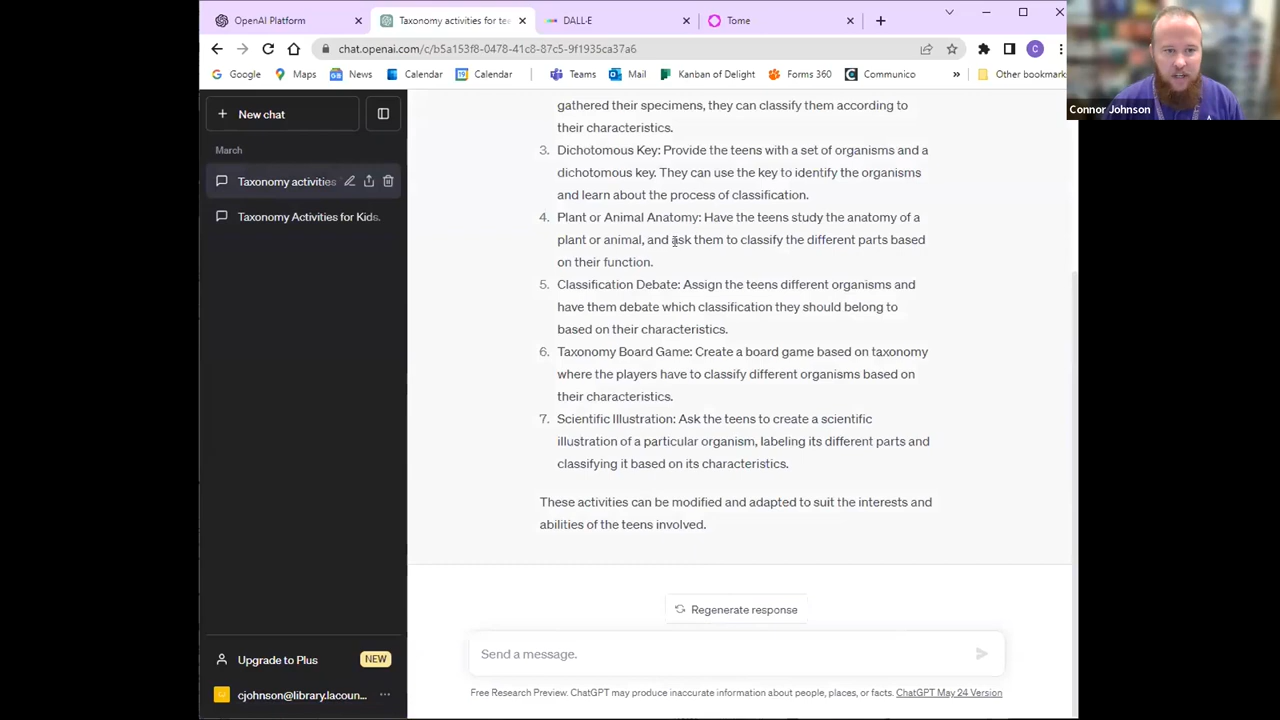 OpenAI Platform
Taxonomy activities for tee
DALL·E
Tome
chat.openai.com/c/b5a153f8-0478-41c8-87c5-9f1935ca37a6
C
Google
Maps
News
Calendar
Calendar
Teams
Mail
Kanban of Delight
Forms 360
Communico
»
Other bookmark
Connor Johnson
New chat
March
Taxonomy activities
Taxonomy Activities for Kids.
gathered their specimens, they can classify them according to
their characteristics.
3. Dichotomous Key: Provide the teens with a set of organisms and a
dichotomous key. They can use the key to identify the organisms
and learn about the process of classification.
4. Plant or Animal Anatomy: Have the teens study the anatomy of a
plant or animal, and ask them to classify the different parts based
on their function.
5. Classification Debate: Assign the teens different organisms and
have them debate which classification they should belong to
based on their characteristics.
6. Taxonomy Board Game: Create a board game based on taxonomy
where the players have to classify different organisms based on
their characteristics.
7. Scientific Illustration: Ask the teens to create a scientific
illustration of a particular organism, labeling its different parts and
classifying it based on its characteristics.
These activities can be modified and adapted to suit the interests and
abilities of the teens involved.
Regenerate response
Send a message.
Free Research Preview. ChatGPT may produce inaccurate information about people, places, or facts. ChatGPT May 24 Version
Upgrade to Plus
NEW
cjohnson@library.lacoun...